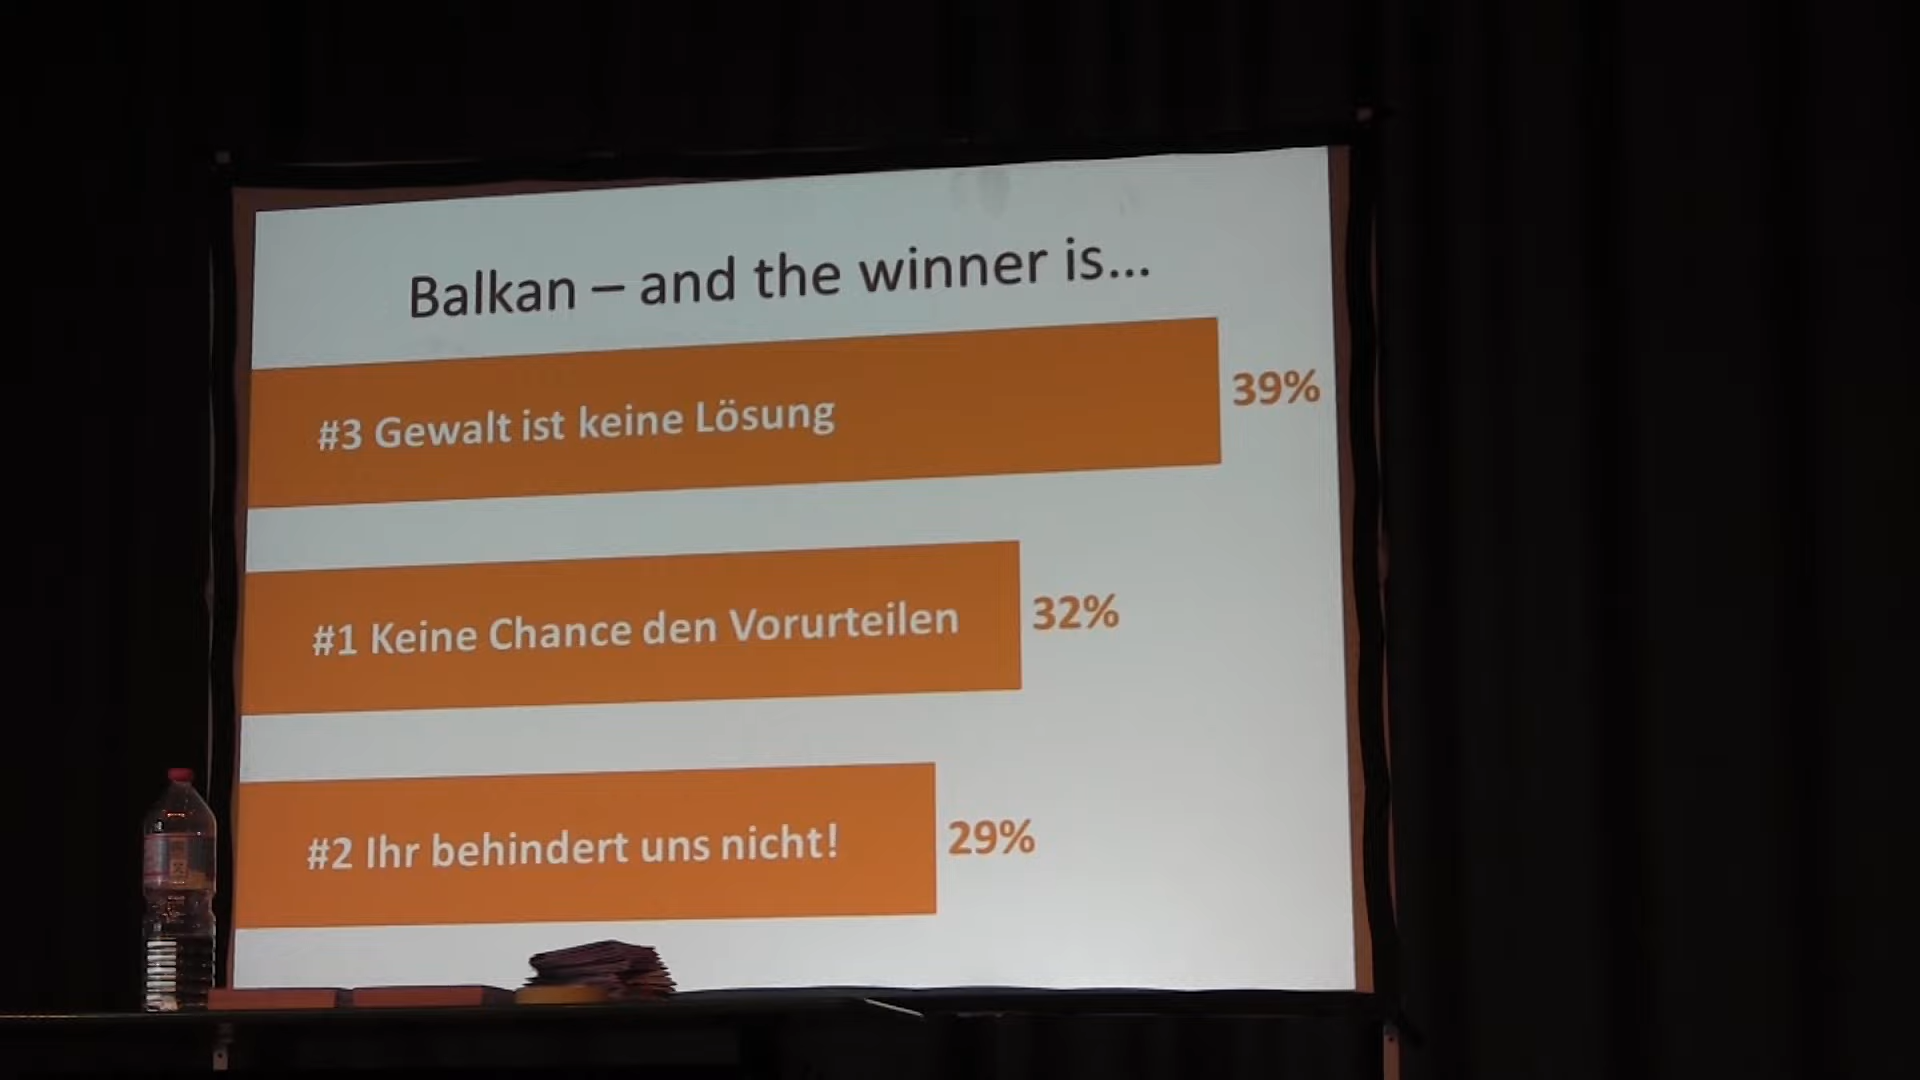 Balkan – and the winner is...
#3 Gewalt ist keine Lösung
39%
#1 Keine Chance den Vorurteilen
32%
#2 Ihr behindert uns nicht!
29%